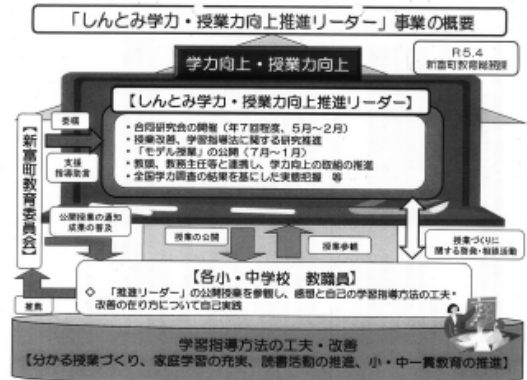 「しんとみ学力・授業力向上推進リーダー」事業の概要
R5.4
新富町教育総務課
学力向上・授業力向上
【しんとみ学力・授業力向上推進リーダー】
・合同研究会の開催(年7回程度、5月～2月)
・授業改善、学習指導法に関する研究推進
・「モデル授業」の公開(7月～1月)
・教頭、教務主任等と連携し、学力向上の取組の推進
・全国学力調査の結果を基にした実態把握 等
【新富町教育委員会】
委嘱
支援
指導助言
公開授業の通知
成果の普及
推薦
授業の公開
授業参観
授業づくりに
関する啓発・相談活動
【各小・中学校 教職員】
◇ 「推進リーダー」の公開授業を参観し、感想と自己の学習指導方法の工夫・
改善の在り方について自己実践
学習指導方法の工夫・改善
【分かる授業づくり、家庭学習の充実、読書活動の推進、小・中一貫教育の推進】